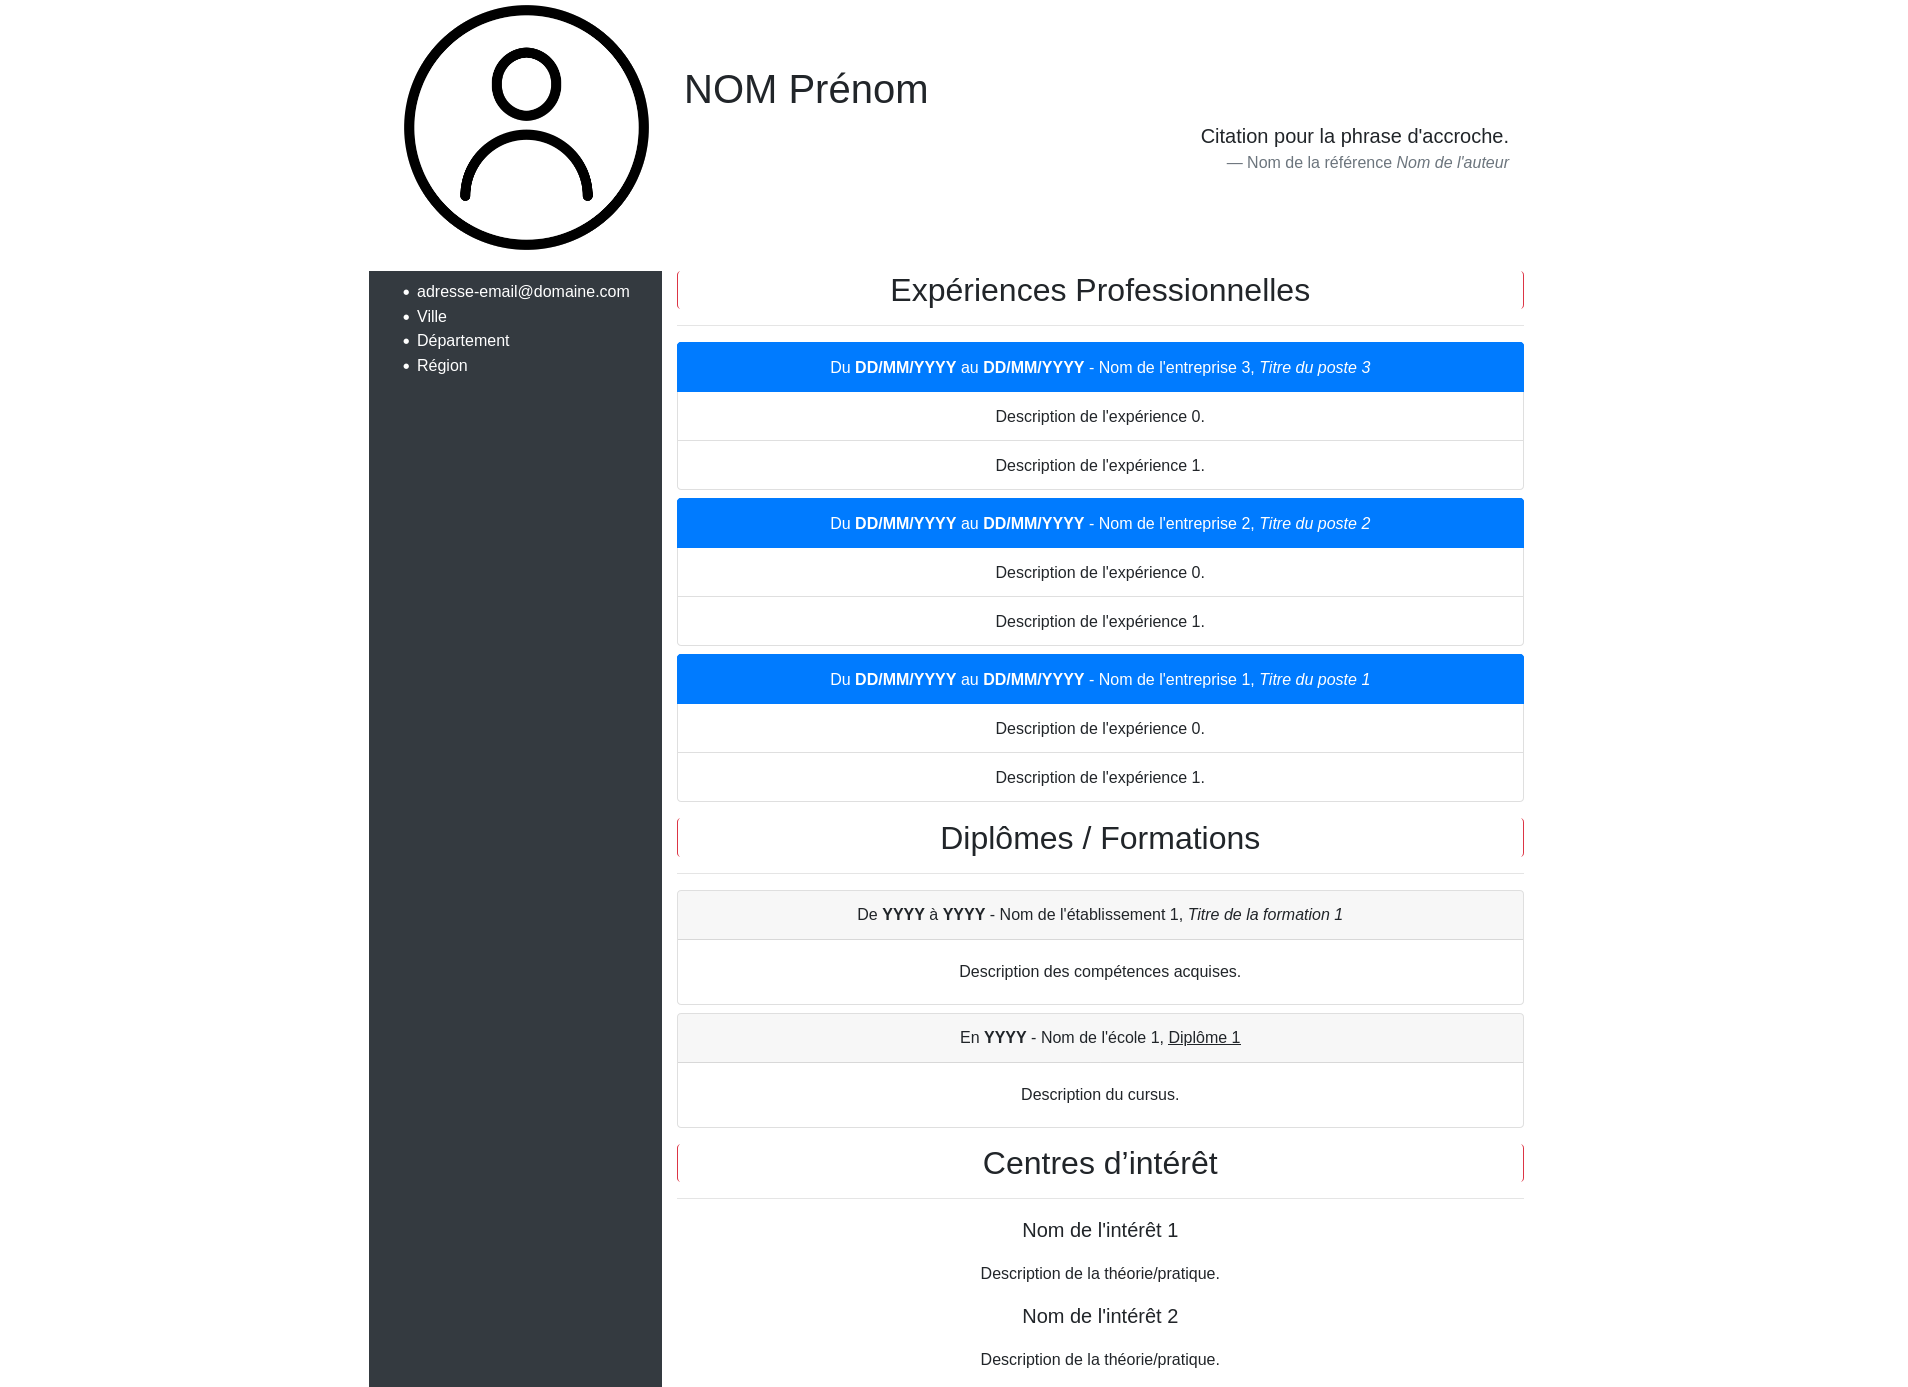 NOM Prénom
Citation pour la phrase d'accroche.
— Nom de la référence Nom de l'auteur
• adresse-email@domaine.com
• Ville
• Département
• Région
Expériences Professionnelles
Du DD/MM/YYYY au DD/MM/YYYY - Nom de l'entreprise 3, Titre du poste 3
Description de l'expérience 0.
Description de l'expérience 1.
Du DD/MM/YYYY au DD/MM/YYYY - Nom de l'entreprise 2, Titre du poste 2
Description de l'expérience 0.
Description de l'expérience 1.
Du DD/MM/YYYY au DD/MM/YYYY - Nom de l'entreprise 1, Titre du poste 1
Description de l'expérience 0.
Description de l'expérience 1.
Diplômes / Formations
De YYYY à YYYY - Nom de l'établissement 1, Titre de la formation 1
Description des compétences acquises.
En YYYY - Nom de l'école 1, Diplôme 1
Description du cursus.
Centres d’intérêt
Nom de l'intérêt 1
Description de la théorie/pratique.
Nom de l'intérêt 2
Description de la théorie/pratique.